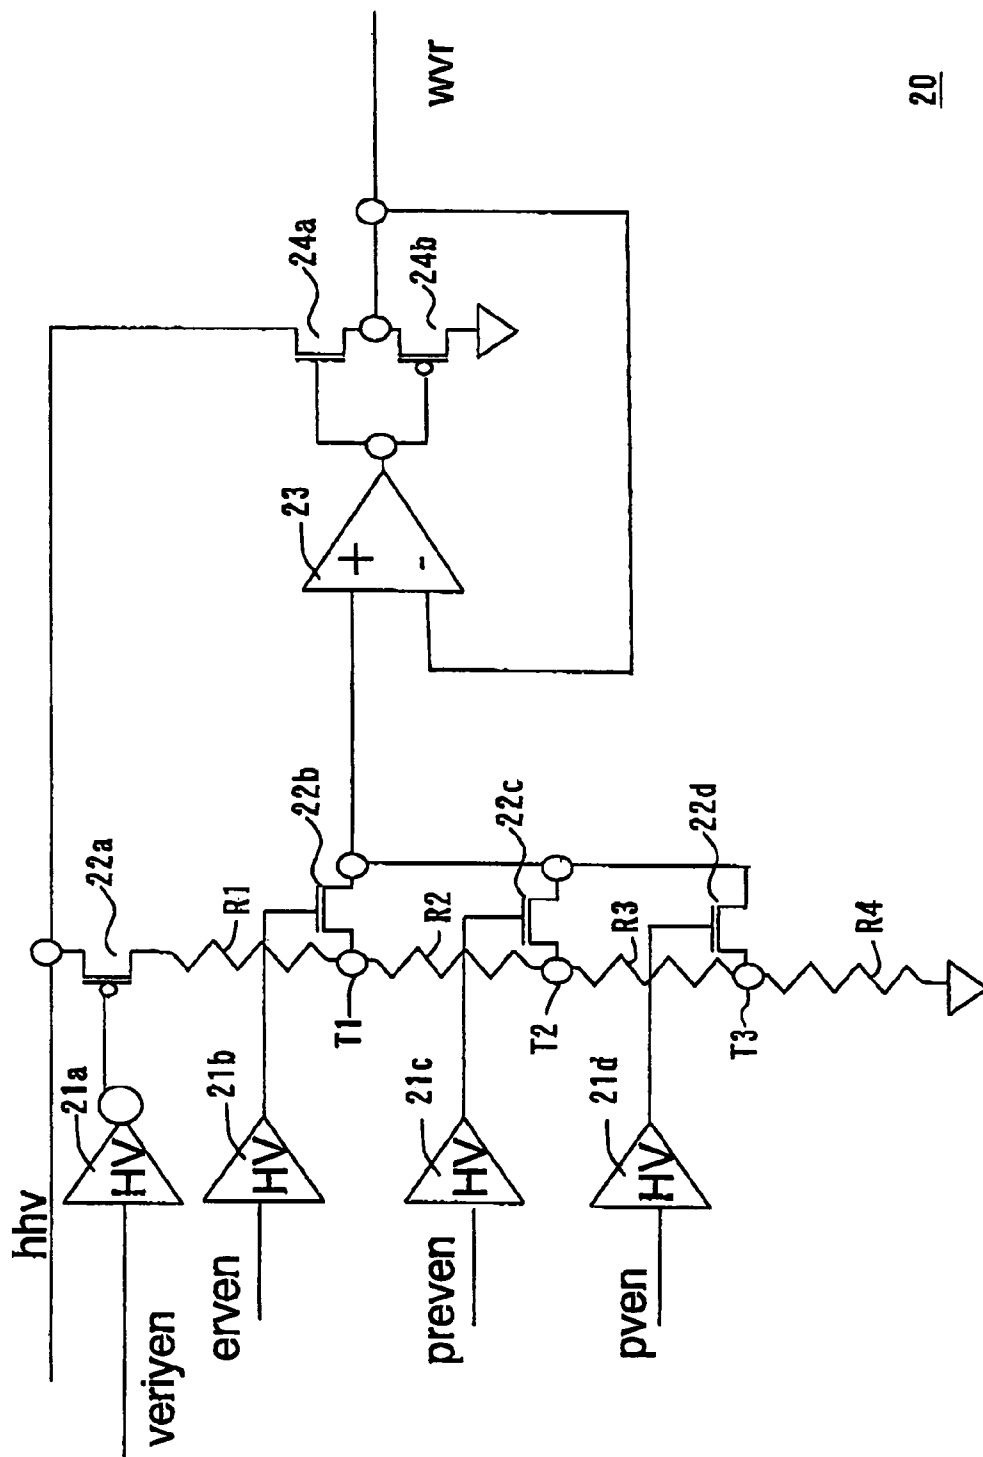 hhv
veriyen
21a
HV
22a
R1
erven
21b
HV
22b
T1
R2
preven
21c
HV
22c
T2
R3
pven
21d
HV
22d
T3
R4
23
+
-
24a
24b
wvr
20